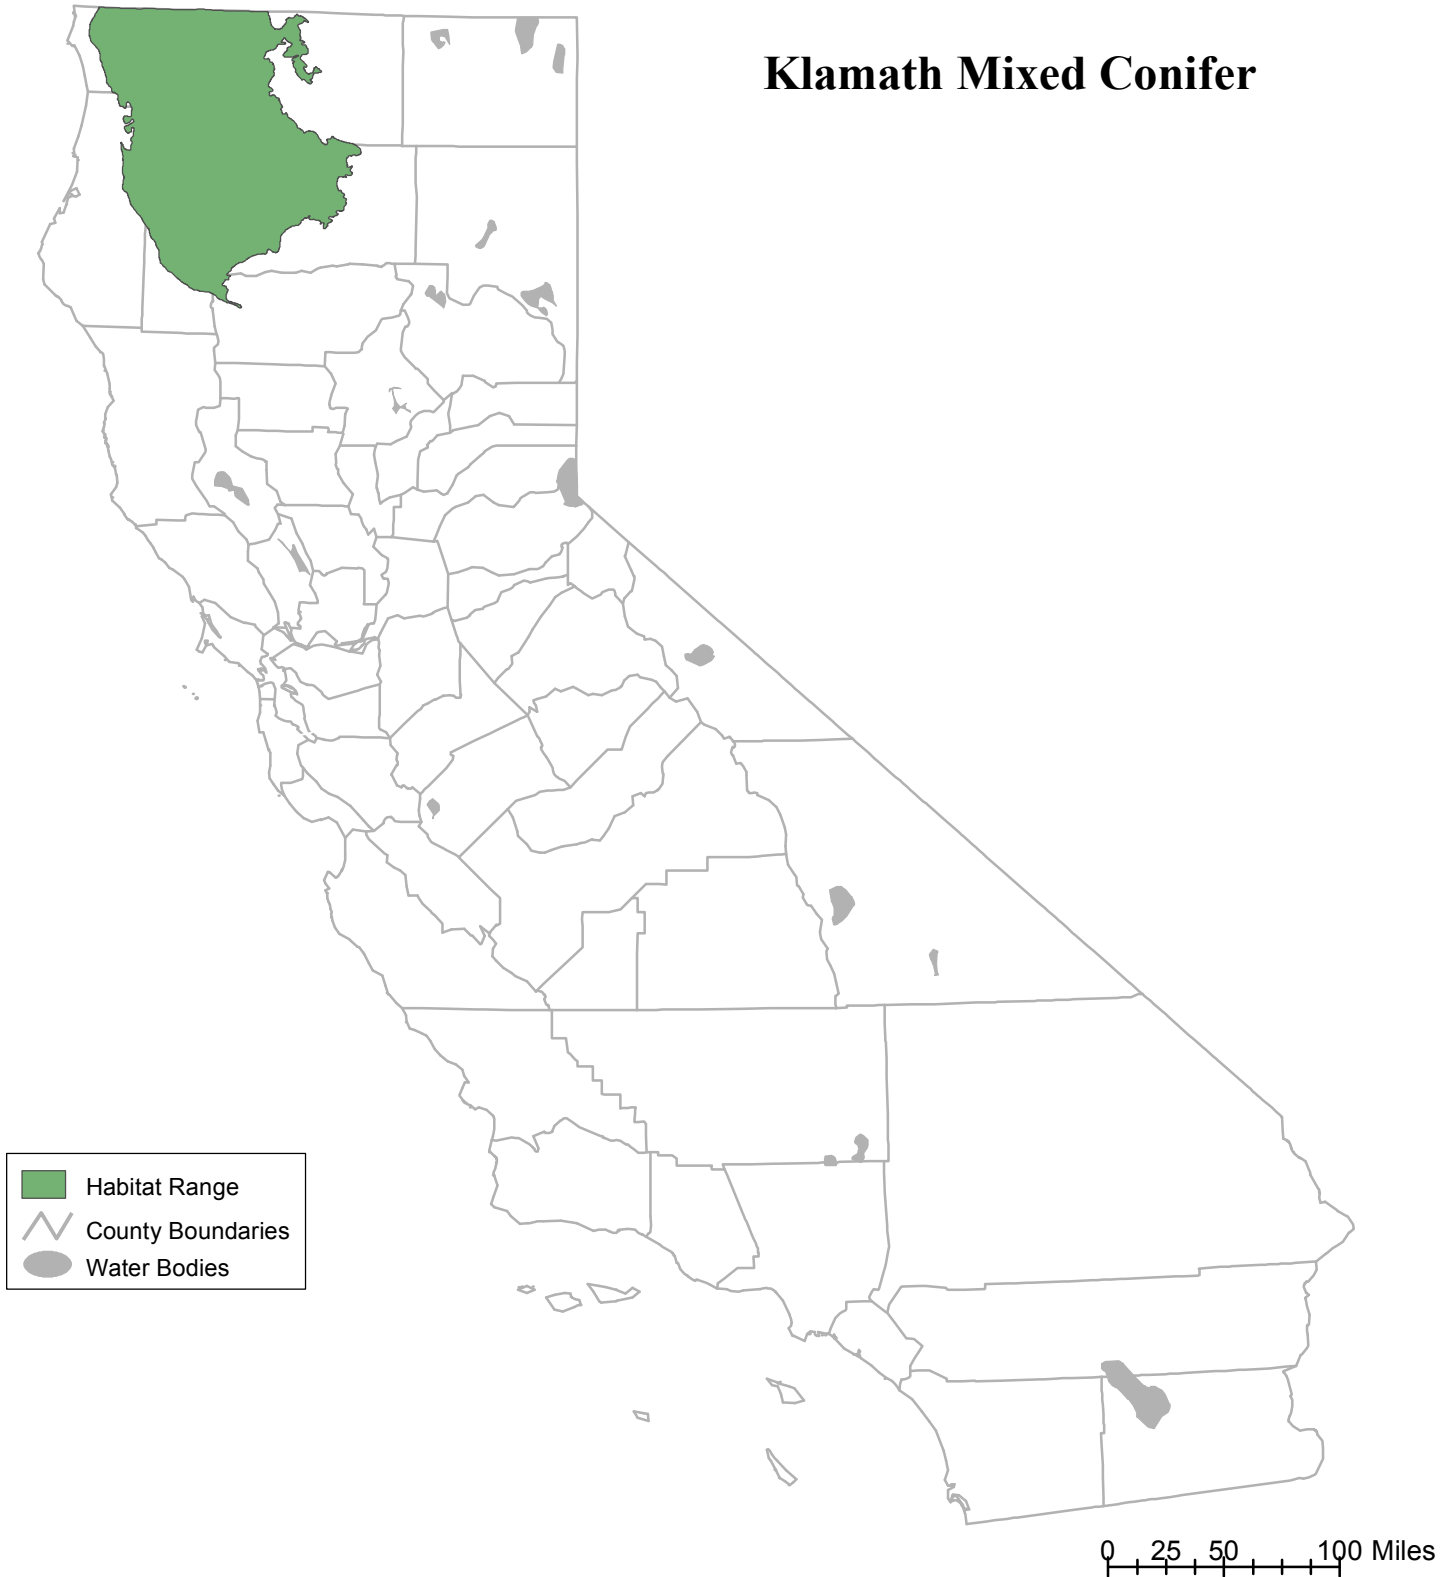 Klamath Mixed Conifer
Habitat Range
County Boundaries
Water Bodies
0 25 50 100 Miles